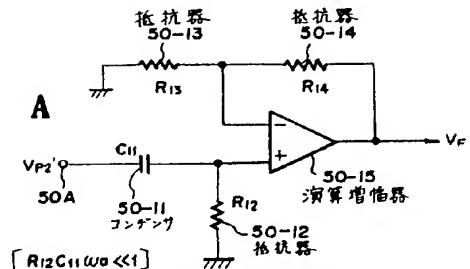 抵抗器
50-13
抵抗器
50-14
R13
R14
A
C11
VP2'
50A
50-11
コンデンサ
R12
50-12
抵抗器
-
+
50-15
演算増幅器
VF
[R12C11ωa<<1]